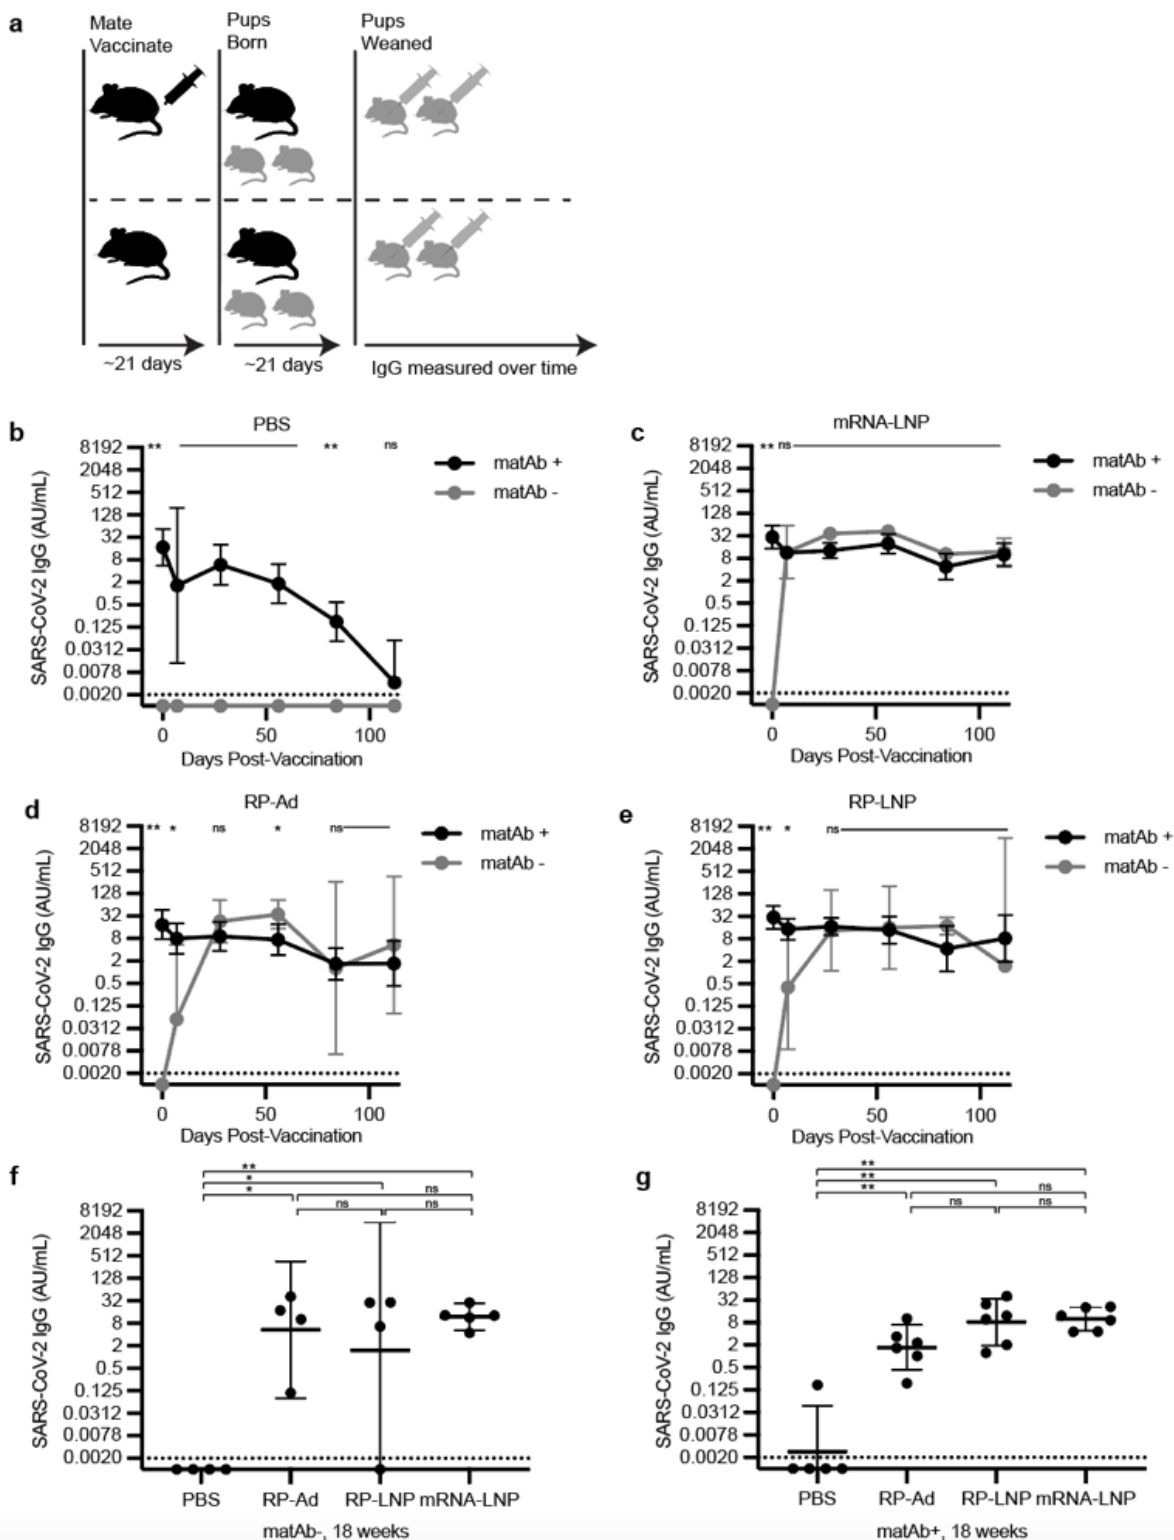 a
Mate
Vaccinate
Pups
Born
Pups
Weaned
~21 days
~21 days
IgG measured over time
b
PBS
SARS-CoV-2 IgG (AU/mL)
8192
2048
512
128
32
8
2
0.5
0.125
0.0312
0.0078
0.0020
** ** ns
matAb +
matAb -
0 50 100
Days Post-Vaccination
c
mRNA-LNP
SARS-CoV-2 IgG (AU/mL)
8192
2048
512
128
32
8
2
0.5
0.125
0.0312
0.0078
0.0020
** ns
matAb +
matAb -
0 50 100
Days Post-Vaccination
d
RP-Ad
SARS-CoV-2 IgG (AU/mL)
8192
2048
512
128
32
8
2
0.5
0.125
0.0312
0.0078
0.0020
** * ns * ns
matAb +
matAb -
0 50 100
Days Post-Vaccination
e
RP-LNP
SARS-CoV-2 IgG (AU/mL)
8192
2048
512
128
32
8
2
0.5
0.125
0.0312
0.0078
0.0020
** * ns
matAb +
matAb -
0 50 100
Days Post-Vaccination
f
**
*
* ns
ns ns
SARS-CoV-2 IgG (AU/mL)
8192
2048
512
128
32
8
2
0.5
0.125
0.0312
0.0078
0.0020
PBS RP-Ad RP-LNP mRNA-LNP
matAb-, 18 weeks
g
**
**
** ns
ns ns
SARS-CoV-2 IgG (AU/mL)
8192
2048
512
128
32
8
2
0.5
0.125
0.0312
0.0078
0.0020
PBS RP-Ad RP-LNP mRNA-LNP
matAb+, 18 weeks